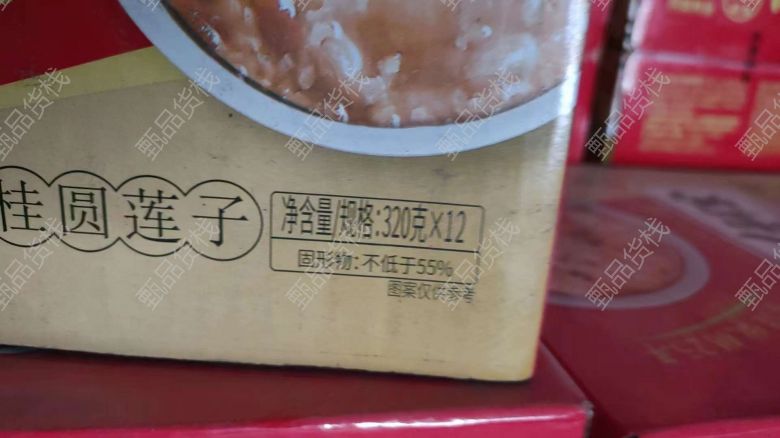 桂圆莲子
净含量/规格:320克×12
固形物:不低于55%
图案仅供参考
甄品货栈